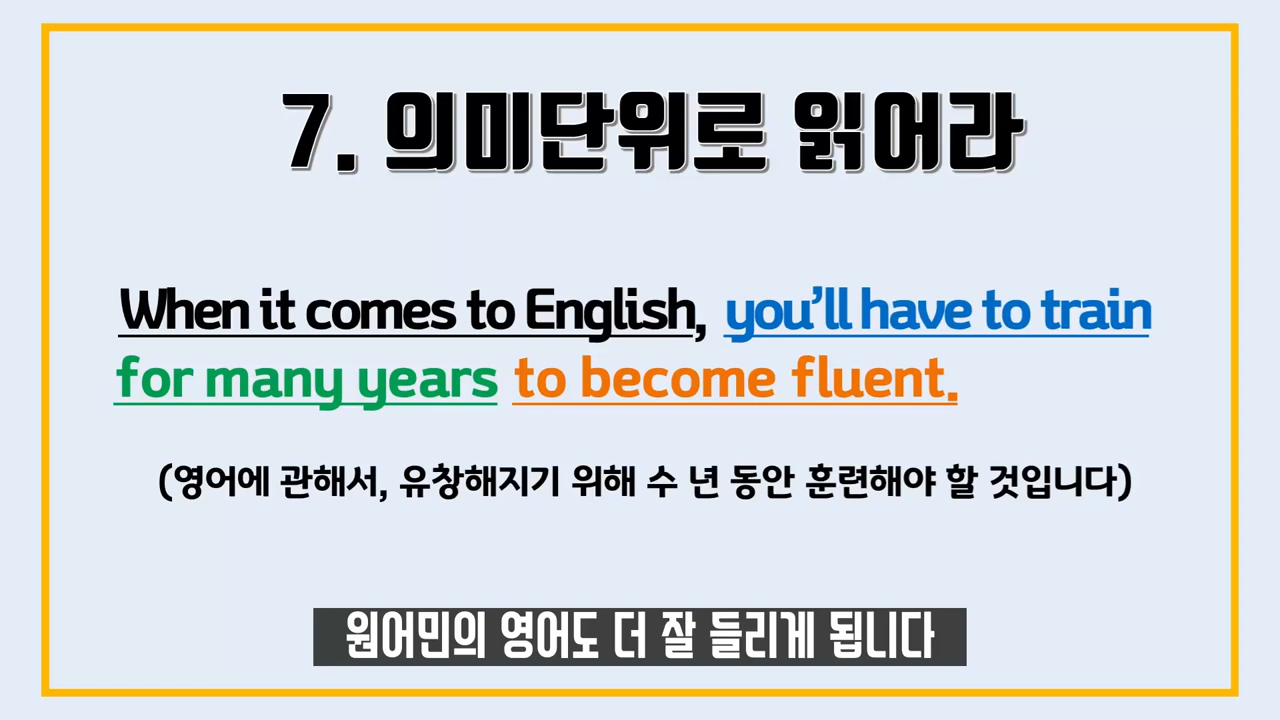 7. 의미단위로 읽어라
When it comes to English, you’ll have to train
for many years to become fluent.
(영어에 관해서, 유창해지기 위해 수 년 동안 훈련해야 할 것입니다)
원어민의 영어도 더 잘 들리게 됩니다